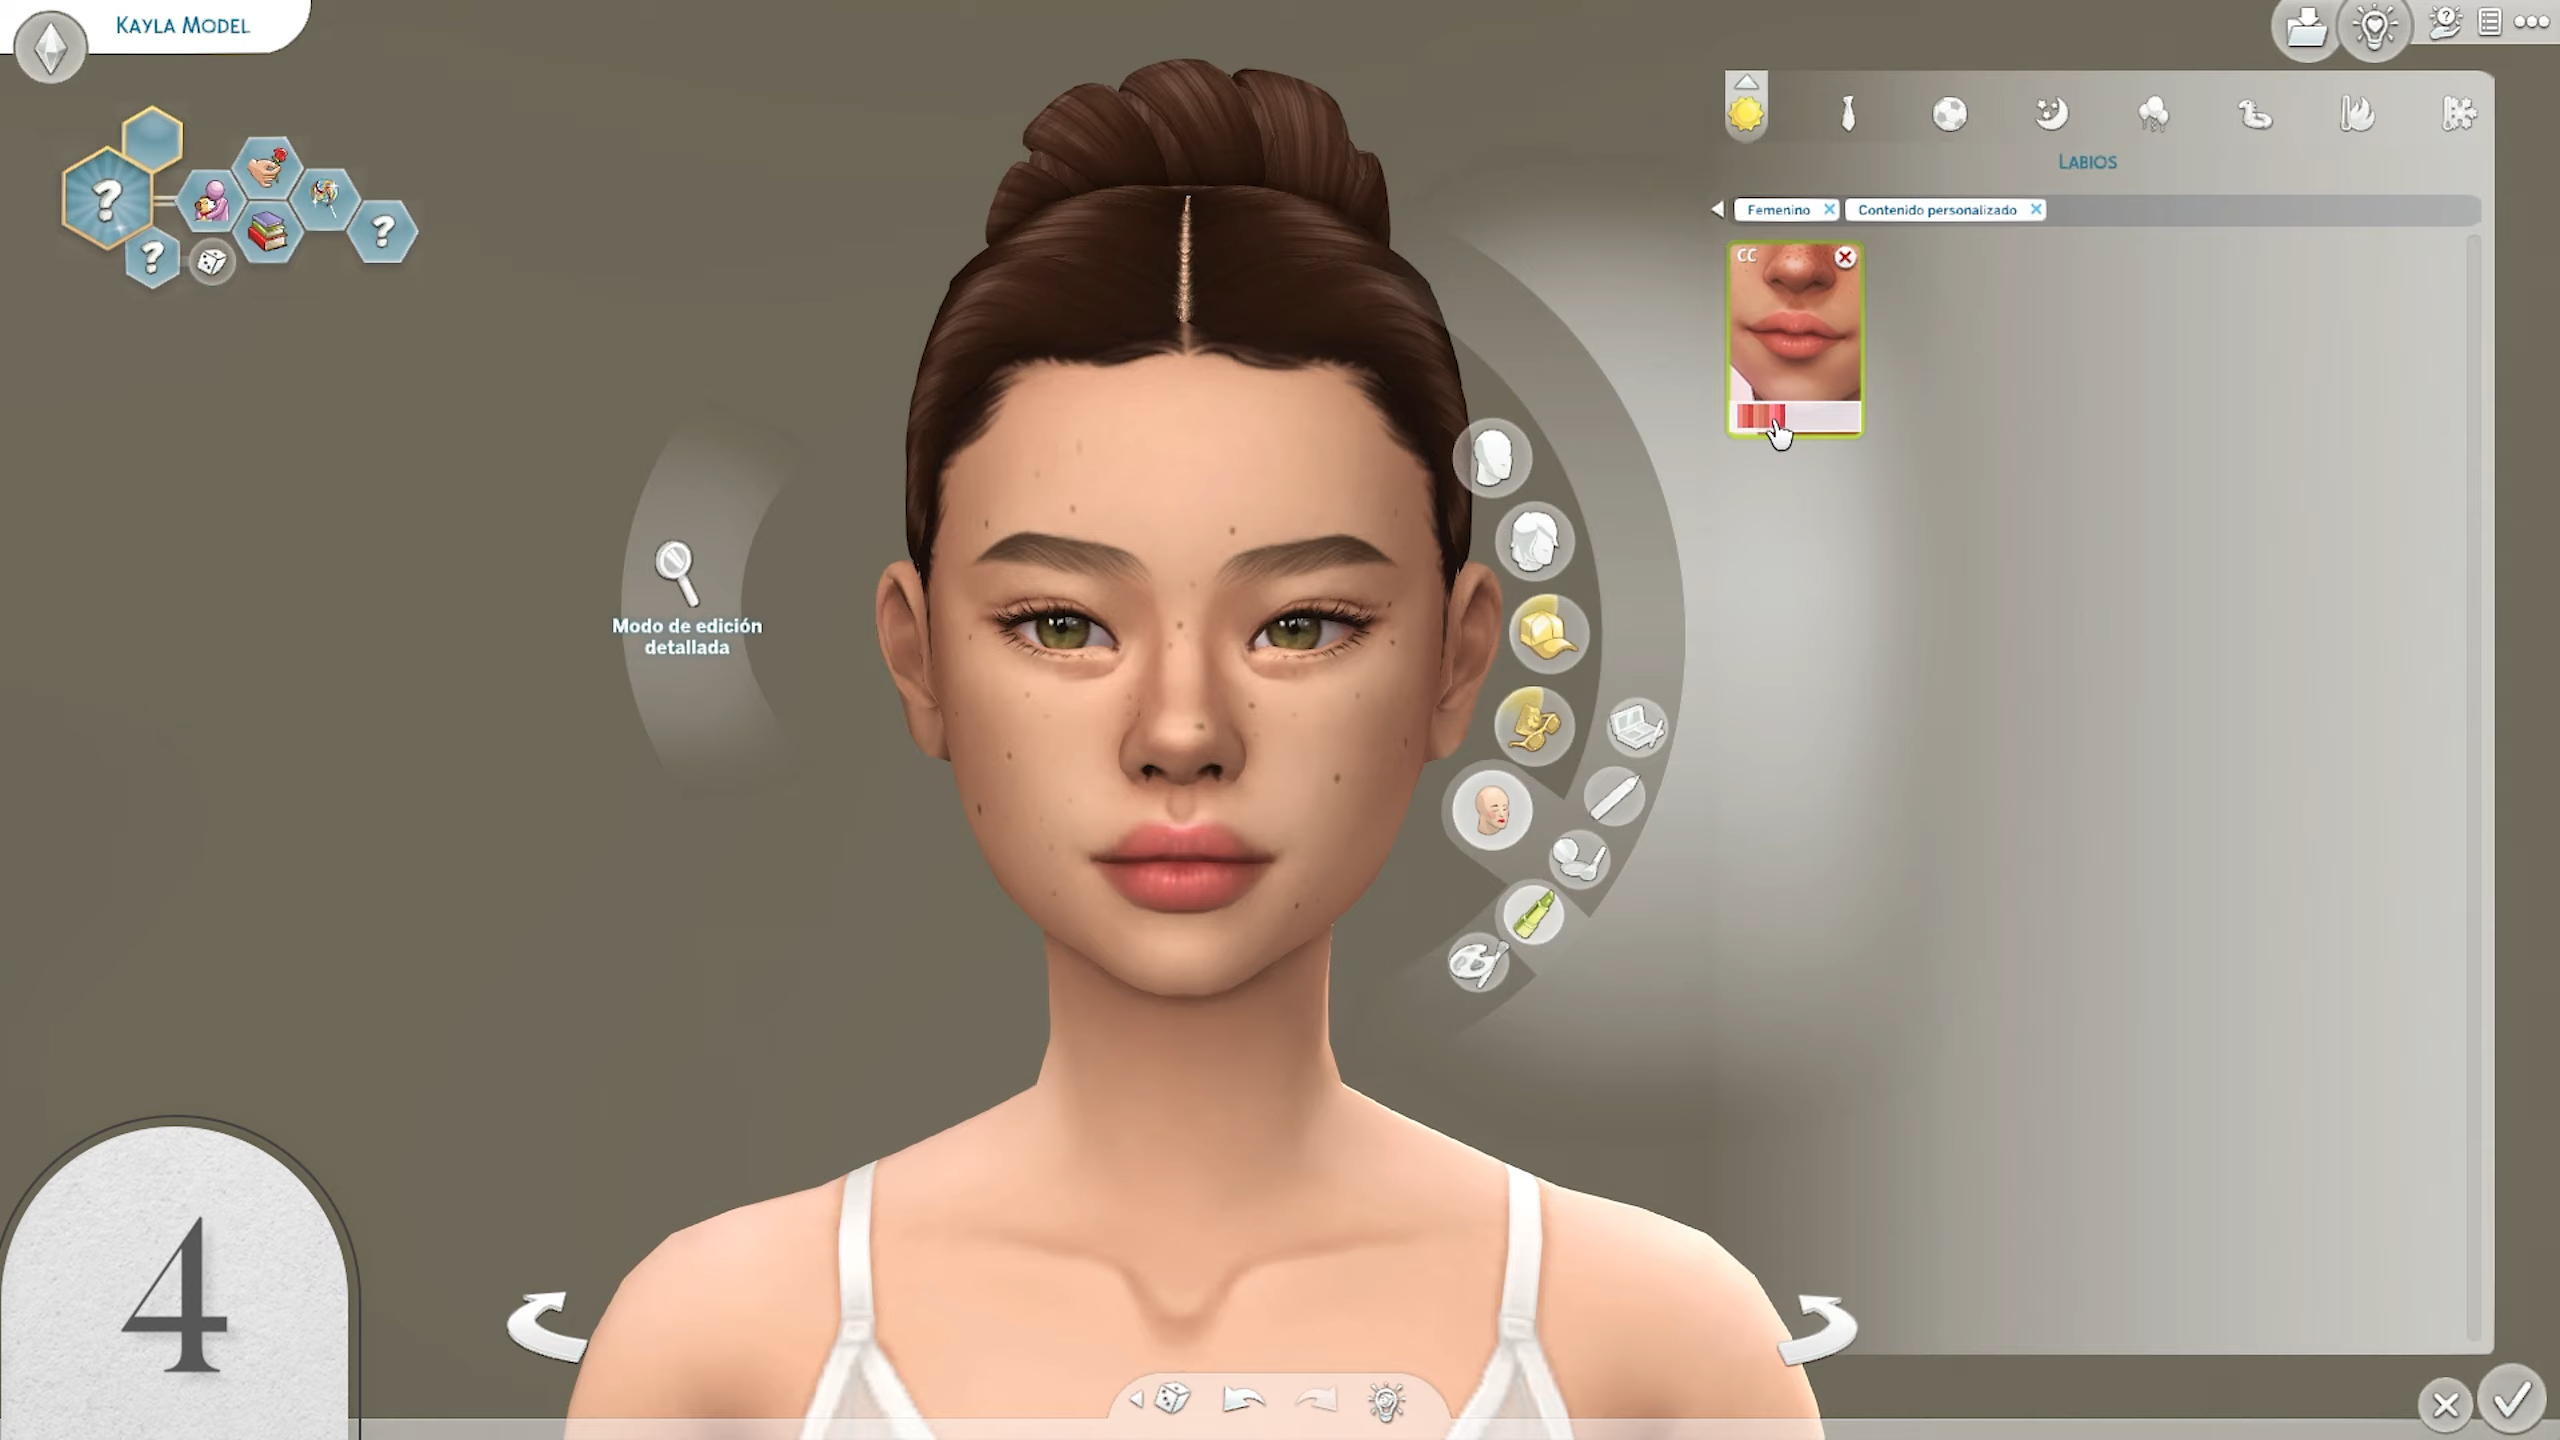 KAYLA MODEL
LABIOS
Femenino
Contenido personalizado
CC
Modo de edición
detallada
4